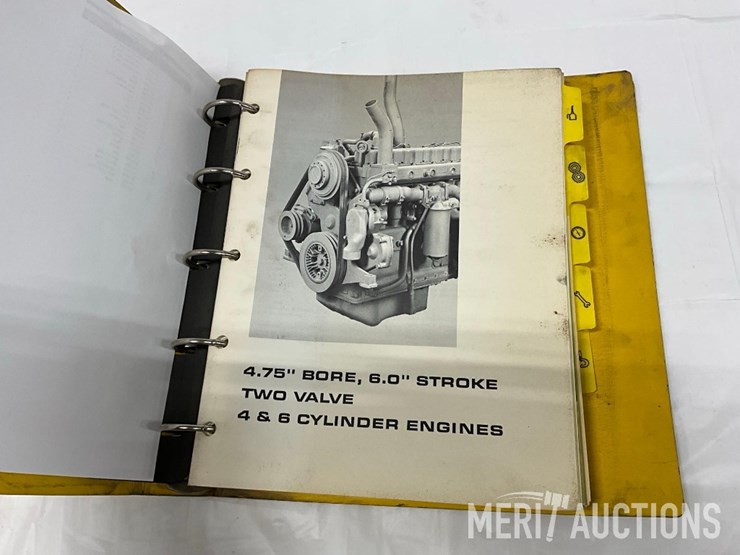 4.75" BORE, 6.0" STROKE
TWO VALVE
4 & 6 CYLINDER ENGINES
MERIT AUCTIONS